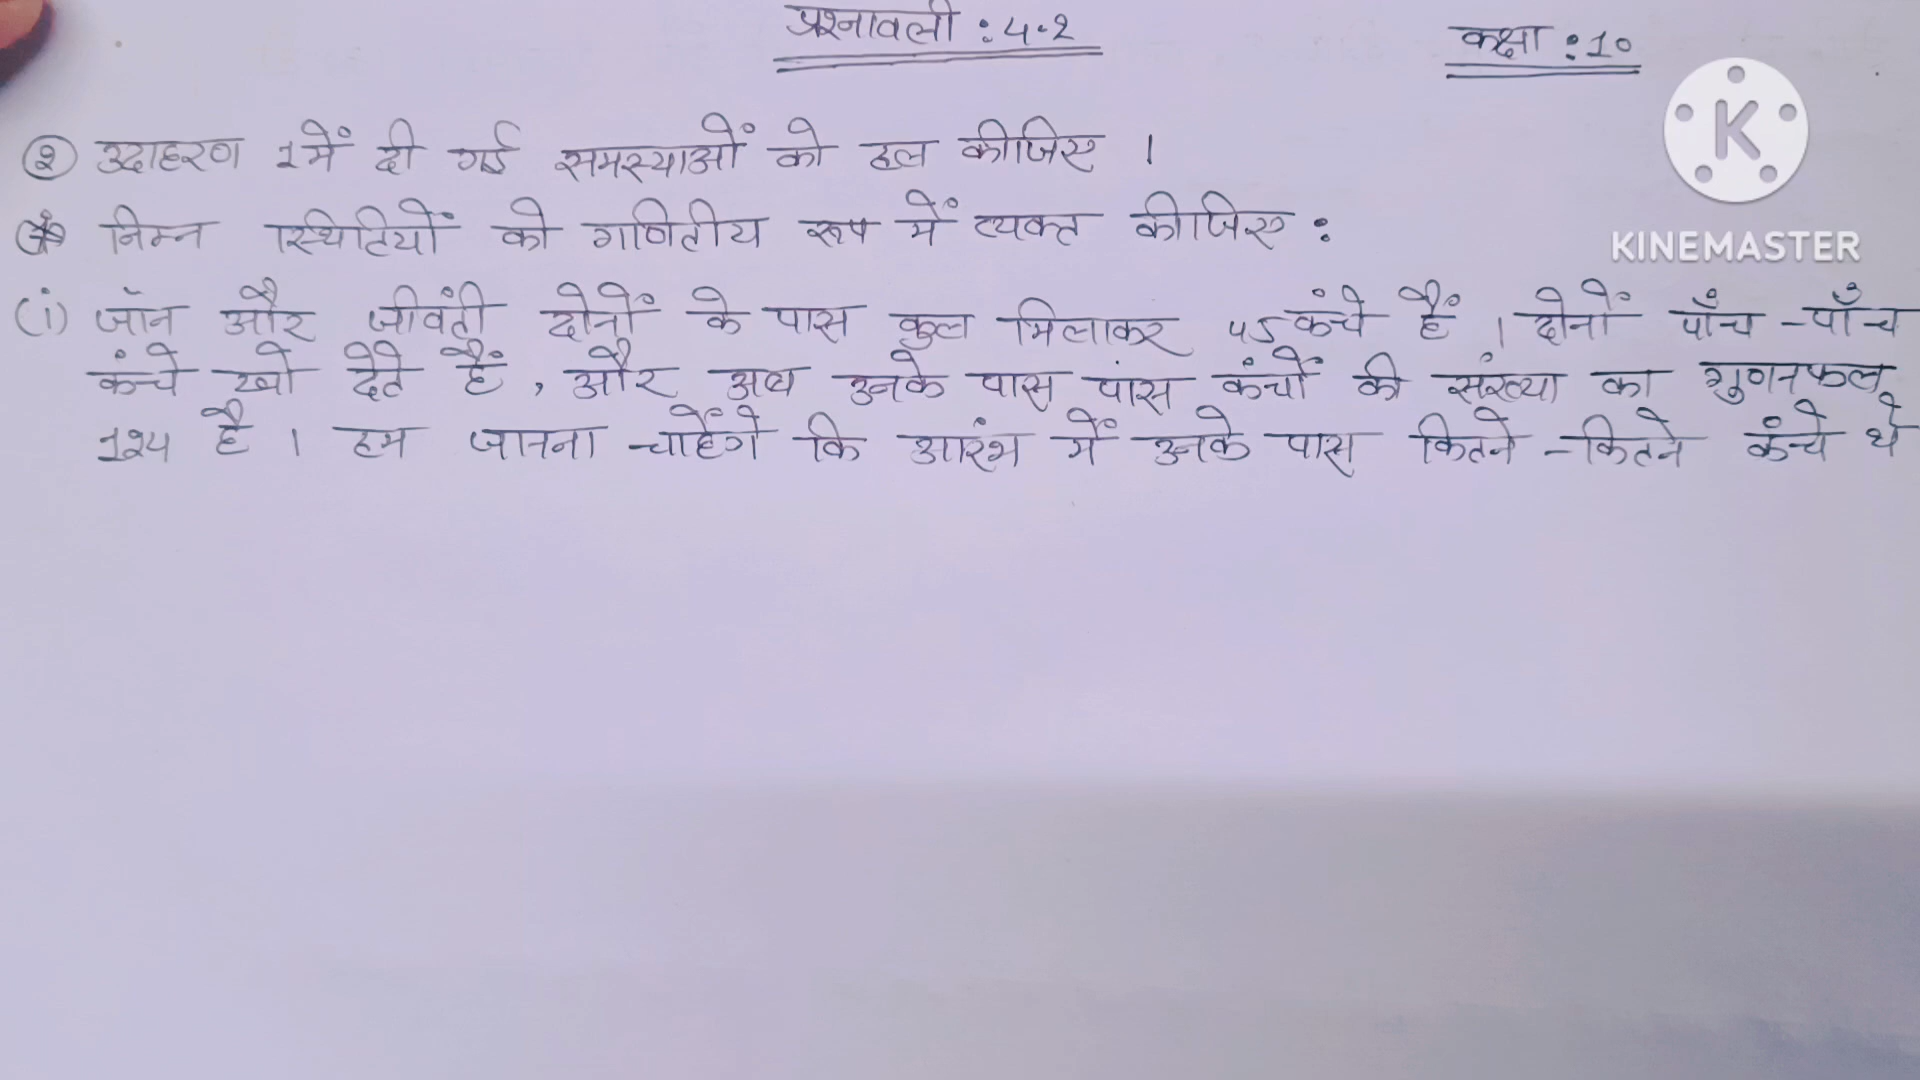 प्रश्नावली : 4.2
कक्षा : 10
K
KINEMASTER
② उदाहरण 1 में दी गई समस्याओं को हल कीजिए ।
निम्न स्थितियों को गणितीय रूप में व्यक्त कीजिए :
(i) जॉन और जीवंती दोनों के पास कुल मिलाकर 45 कंचे हैं । दोनों पाँच -पाँच
कंचे खो देते हैं , और अब उनके पास पांस कंचों की संख्या का गुणनफल
124 है । हम जानना चाहेंगे कि आरंभ में उनके पास कितने -कितने कंचे थे